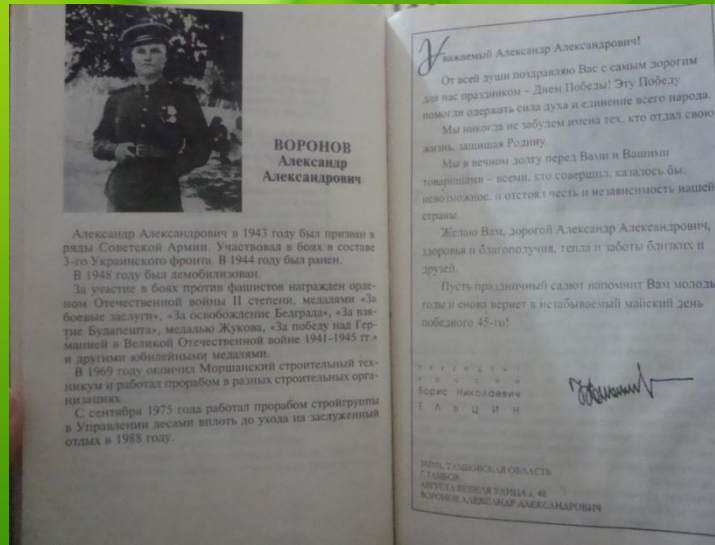 ВОРОНОВ
Александр
Александрович
Александр Александрович в 1943 году был призван в
ряды Советской Армии. Участвовал в боях в составе
3-го Украинского фронта. В 1944 году был ранен.
В 1948 году был демобилизован.
За участие в боях против фашистов награжден орде-
ном Отечественной войны II степени, медалями «За
боевые заслуги», «За освобождение Белграда», «За взя-
тие Будапешта», медалью Жукова, «За победу над Гер-
манией в Великой Отечественной войне 1941-1945 гг.»
и другими юбилейными медалями.
В 1969 году окончил Моршанский строительный тех-
никум и работал прорабом в разных строительных орга-
низациях.
С сентября 1975 года работал прорабом стройгруппы
в Управлении лесами вплоть до ухода на заслуженный
отдых в 1988 году.
Уважаемый Александр Александрович!
От всей души поздравляю Вас с самым дорогим
для нас праздником – Днем Победы! Эту Победу
помогли одержать сила духа и единение всего народа.
Мы никогда не забудем имена тех, кто отдал свою
жизнь, защищая Родину.
Мы в вечном долгу перед Вами и Вашими
товарищами – всеми, кто совершил, казалось бы,
невозможное, и отстоял честь и независимость нашей
страны.
Желаю Вам, дорогой Александр Александрович,
здоровья и благополучия, тепла и заботы близких и
друзей.
Пусть праздничный салют напомнит Вам молодые
годы и снова вернет в незабываемый майский день
победного 45-го!
президент
россии
Борис Николаевич
ЕЛЬЦИН
ТАМБОВСКАЯ ОБЛАСТЬ
Г.ТАМБОВ
АВГУСТА БЕБЕЛЯ УЛИЦА д.
ВОРОНОВ АЛЕКСАНДР АЛЕКСАНДРОВИЧ